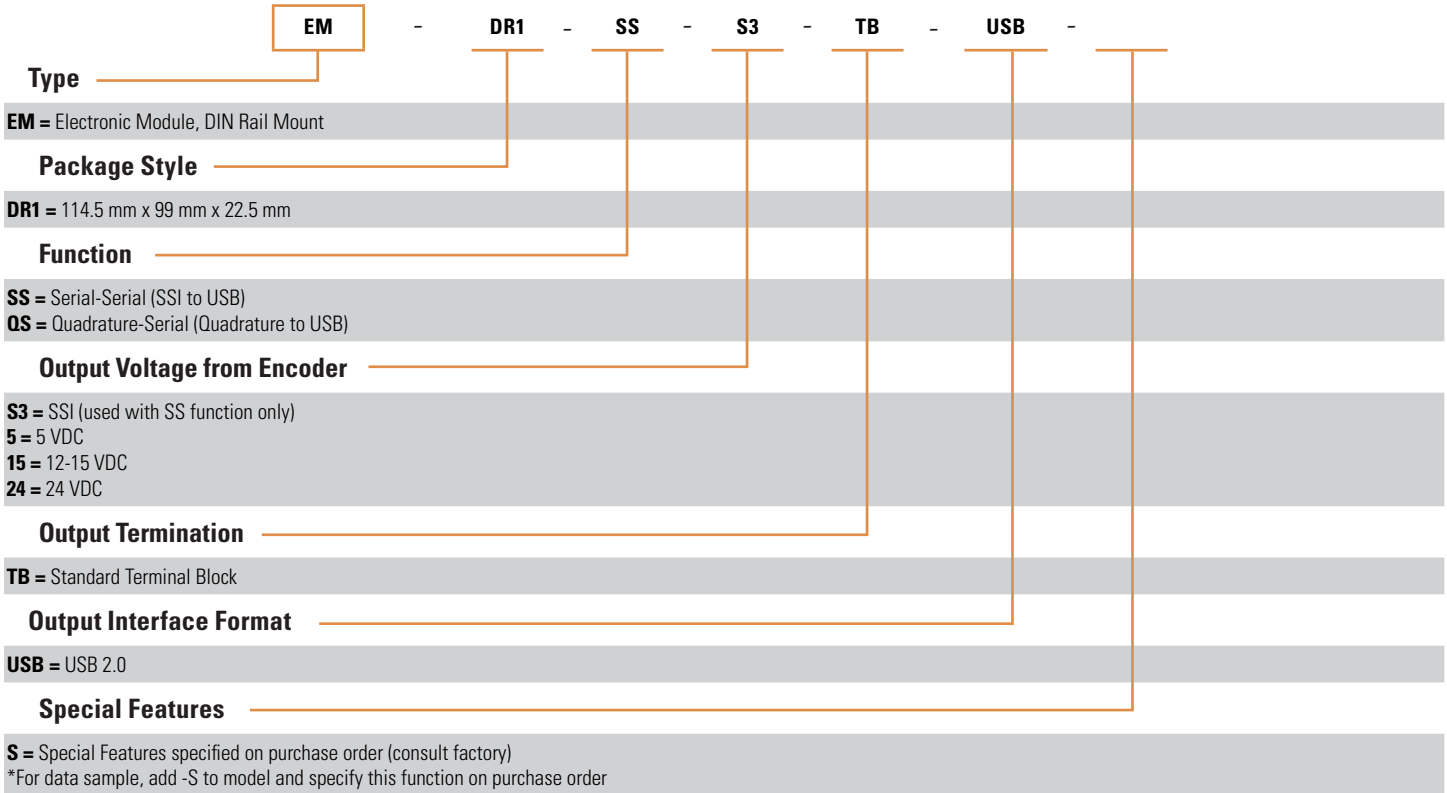 EM - DR1 - SS - S3 - TB - USB -
Type
EM = Electronic Module, DIN Rail Mount
Package Style
DR1 = 114.5 mm x 99 mm x 22.5 mm
Function
SS = Serial-Serial (SSI to USB)
QS = Quadrature-Serial (Quadrature to USB)
Output Voltage from Encoder
S3 = SSI (used with SS function only)
5 = 5 VDC
15 = 12-15 VDC
24 = 24 VDC
Output Termination
TB = Standard Terminal Block
Output Interface Format
USB = USB 2.0
Special Features
S = Special Features specified on purchase order (consult factory)
*For data sample, add -S to model and specify this function on purchase order